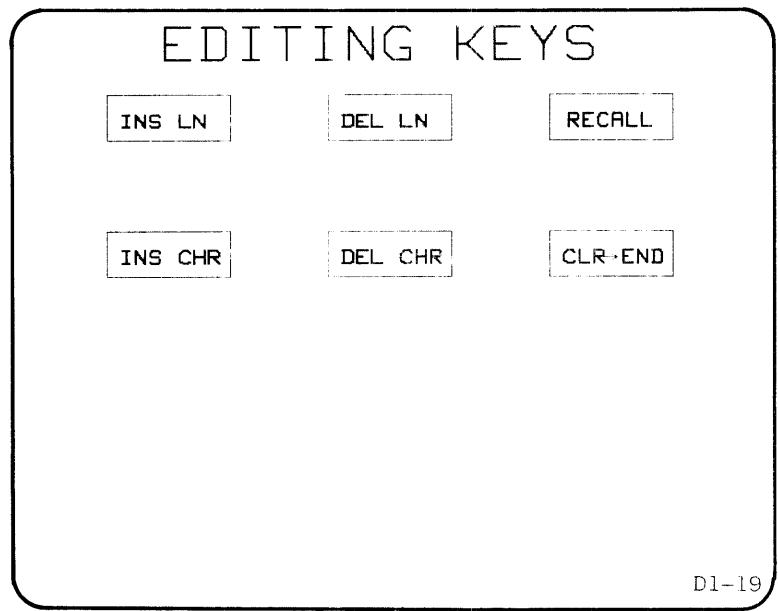 EDITING KEYS
INS LN DEL LN RECALL
INS CHR DEL CHR CLR→END
D1-19